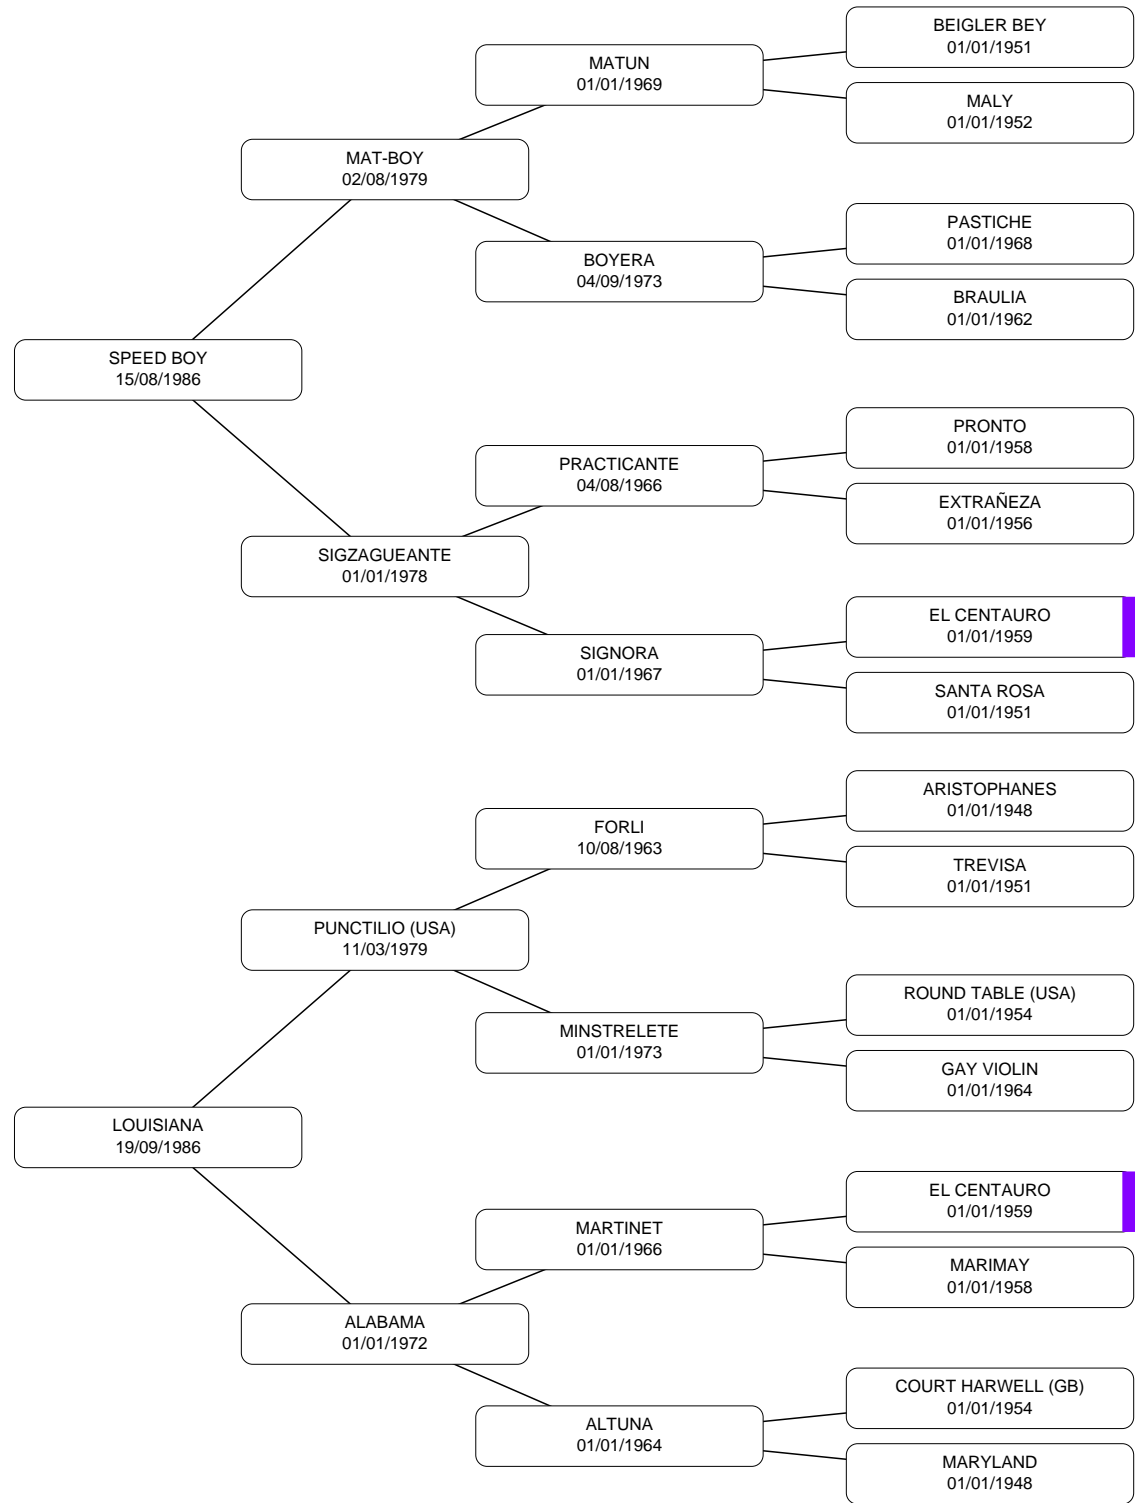 BEIGLER BEY
01/01/1951
MATUN
01/01/1969
MALY
01/01/1952
MAT-BOY
02/08/1979
PASTICHE
01/01/1968
BOYERA
04/09/1973
BRAULIA
01/01/1962
SPEED BOY
15/08/1986
PRONTO
01/01/1958
PRACTICANTE
04/08/1966
EXTRAÑEZA
01/01/1956
SIGZAGUEANTE
01/01/1978
EL CENTAURO
01/01/1959
SIGNORA
01/01/1967
SANTA ROSA
01/01/1951
ARISTOPHANES
01/01/1948
FORLI
10/08/1963
TREVISA
01/01/1951
PUNCTILIO (USA)
11/03/1979
ROUND TABLE (USA)
01/01/1954
MINSTRELETE
01/01/1973
GAY VIOLIN
01/01/1964
LOUISIANA
19/09/1986
EL CENTAURO
01/01/1959
MARTINET
01/01/1966
MARIMAY
01/01/1958
ALABAMA
01/01/1972
COURT HARWELL (GB)
01/01/1954
ALTUNA
01/01/1964
MARYLAND
01/01/1948